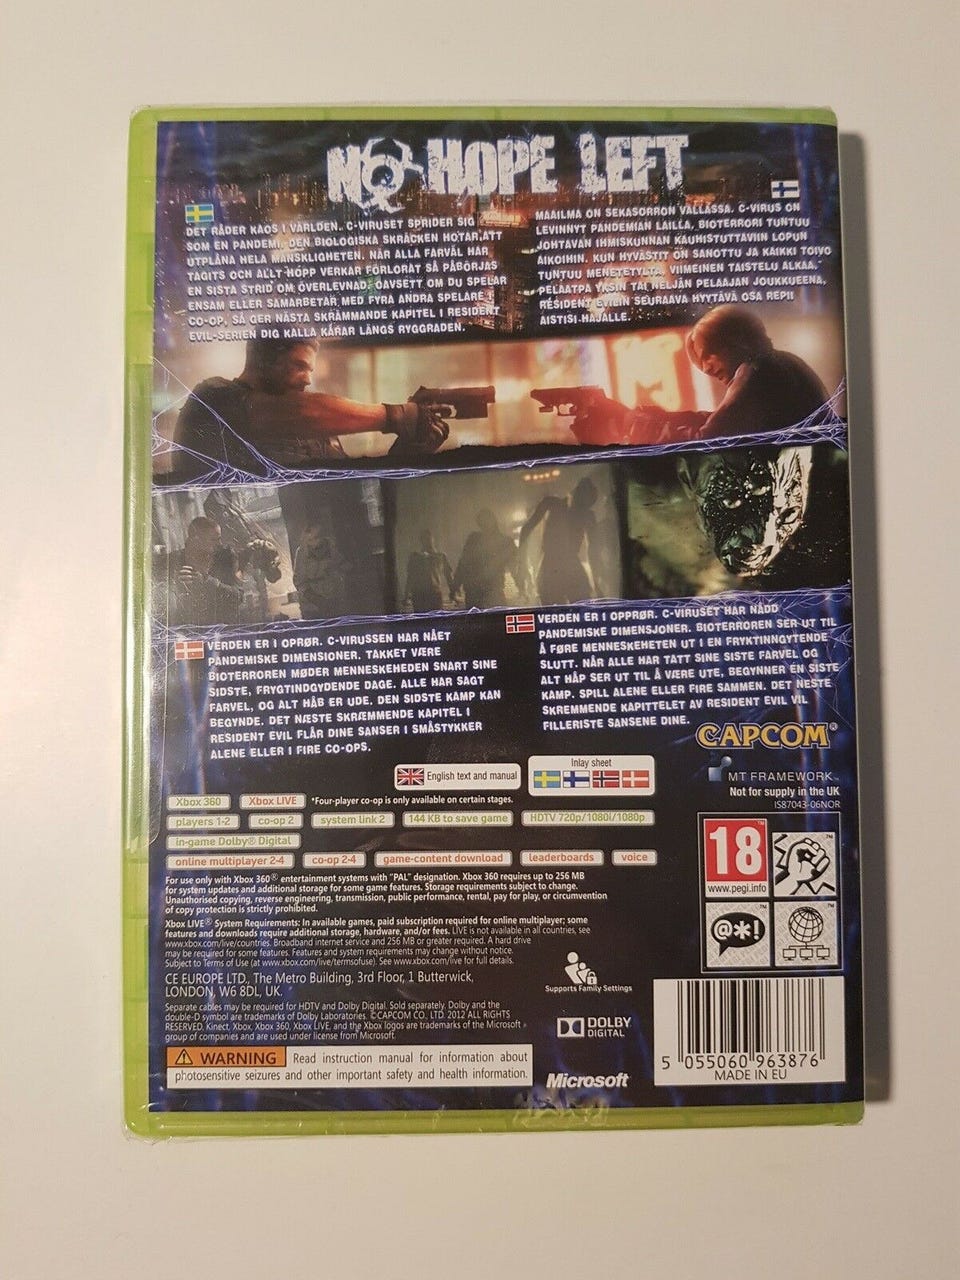 NO HOPE LEFT
DET RÅDER KAOS I VÄRLDEN. C-VIRUSET SPRIDER SIG
SOM EN PANDEMI. DEN BIOLOGISKA SKRÄCKEN HOTAR ATT
UTPLÅNA HELA MÄNSKLIGHETEN. NÄR ALLA FARVÄL HAR
TAGITS OCH ALLT HOPP VERKAR FÖRLORAT SÅ PÅBÖRJAS
EN SISTA STRID OM ÖVERLEVNAD. OAVSETT OM DU SPELAR
ENSAM ELLER SAMARBETAR MED FYRA ANDRA SPELARE I
CO-OP, SÅ GER NÄSTA SKRÄMMANDE KAPITEL I RESIDENT
EVIL-SERIEN DIG KALLA KÅRAR LÄNGS RYGGRADEN.
MAAILMA ON SEKASORRON VALLASSA. C-VIRUS ON
LEVINNYT PANDEMIAN LAILLA, BIOTERRORI TUNTUU
JOHTAVAN IHMISKUNNAN KAUHISTUTTAVIIN LOPUN
AIKOIHIN. KUN HYVÄSTIT ON SANOTTU JA KAIKKI TOIVO
TUNTUU MENETETYLTÄ, VIIMEINEN TAISTELU ALKAA.
PELAATPA YKSIN TAI NELJÄN PELAAJAN JOUKKUEENA,
RESIDENT EVILIN SEURAAVA HYYTÄVÄ OSA REPII
AISTISI HAJALLE.
VERDEN ER I OPRØR. C-VIRUSSEN HAR NÅET
PANDEMISKE DIMENSIONER. TAKKET VÆRE
BIOTERROREN MØDER MENNESKEHEDEN SNART SINE
SIDSTE, FRYGTINDGYDENDE DAGE. ALLE HAR SAGT
FARVEL, OG ALT HÅB ER UDE. DEN SIDSTE KAMP KAN
BEGYNDE. DET NÆSTE SKRÆMMENDE KAPITEL I
RESIDENT EVIL FLÅR DINE SANSER I SMÅSTYKKER
ALENE ELLER I FIRE CO-OPS.
VERDEN ER I OPPRØR. C-VIRUSET HAR NÅDD
PANDEMISKE DIMENSJONER. BIOTERROREN SER UT TIL
Å FØRE MENNESKEHETEN UT I EN FRYKTINNGYTENDE
SLUTT. NÅR ALLE HAR TATT SINE SISTE FARVEL OG
ALT HÅP SER UT TIL Å VÆRE UTE, BEGYNNER EN SISTE
KAMP. SPILL ALENE ELLER FIRE SAMMEN. DET NESTE
SKREMMENDE KAPITTELET AV RESIDENT EVIL VIL
FILLERISTE SANSENE DINE.
CAPCOM®
MT FRAMEWORK™
Not for supply in the UK
IS87043-06NOR
English text and manual
Inlay sheet
Xbox 360
Xbox LIVE
*Four-player co-op is only available on certain stages.
players 1-2
co-op 2
system link 2
144 KB to save game
HDTV 720p/1080i/1080p
in-game Dolby® Digital
online multiplayer 2-4
co-op 2-4
game-content download
leaderboards
voice
For use only with Xbox 360® entertainment systems with "PAL" designation. Xbox 360 requires up to 256 MB
for system updates and additional storage for some game features. Storage requirements subject to change.
Unauthorised copying, reverse engineering, transmission, public performance, rental, pay for play, or circumvention
of copy protection is strictly prohibited.
Xbox LIVE® System Requirements: In available games, paid subscription required for online multiplayer; some
features and downloads require additional storage, hardware, and/or fees. LIVE is not available in all countries, see
www.xbox.com/live/countries. Broadband internet service and 256 MB or greater required. A hard drive
may be required for some features. Features and system requirements may change without notice.
Subject to Terms of Use (at www.xbox.com/live/termsofuse). See www.xbox.com/live for full details.
CE EUROPE LTD., The Metro Building, 3rd Floor, 1 Butterwick,
LONDON, W6 8DL, UK.
Separate cables may be required for HDTV and Dolby Digital. Sold separately. Dolby and the
double-D symbol are trademarks of Dolby Laboratories. ©CAPCOM CO., LTD. 2012 ALL RIGHTS
RESERVED. Kinect, Xbox, Xbox 360, Xbox LIVE, and the Xbox logos are trademarks of the Microsoft
group of companies and are used under license from Microsoft.
WARNING Read instruction manual for information about
photosensitive seizures and other important safety and health information.
18
www.pegi.info
@*!
Supports Family Settings
DOLBY
DIGITAL
Microsoft
5 055060 963876
MADE IN EU